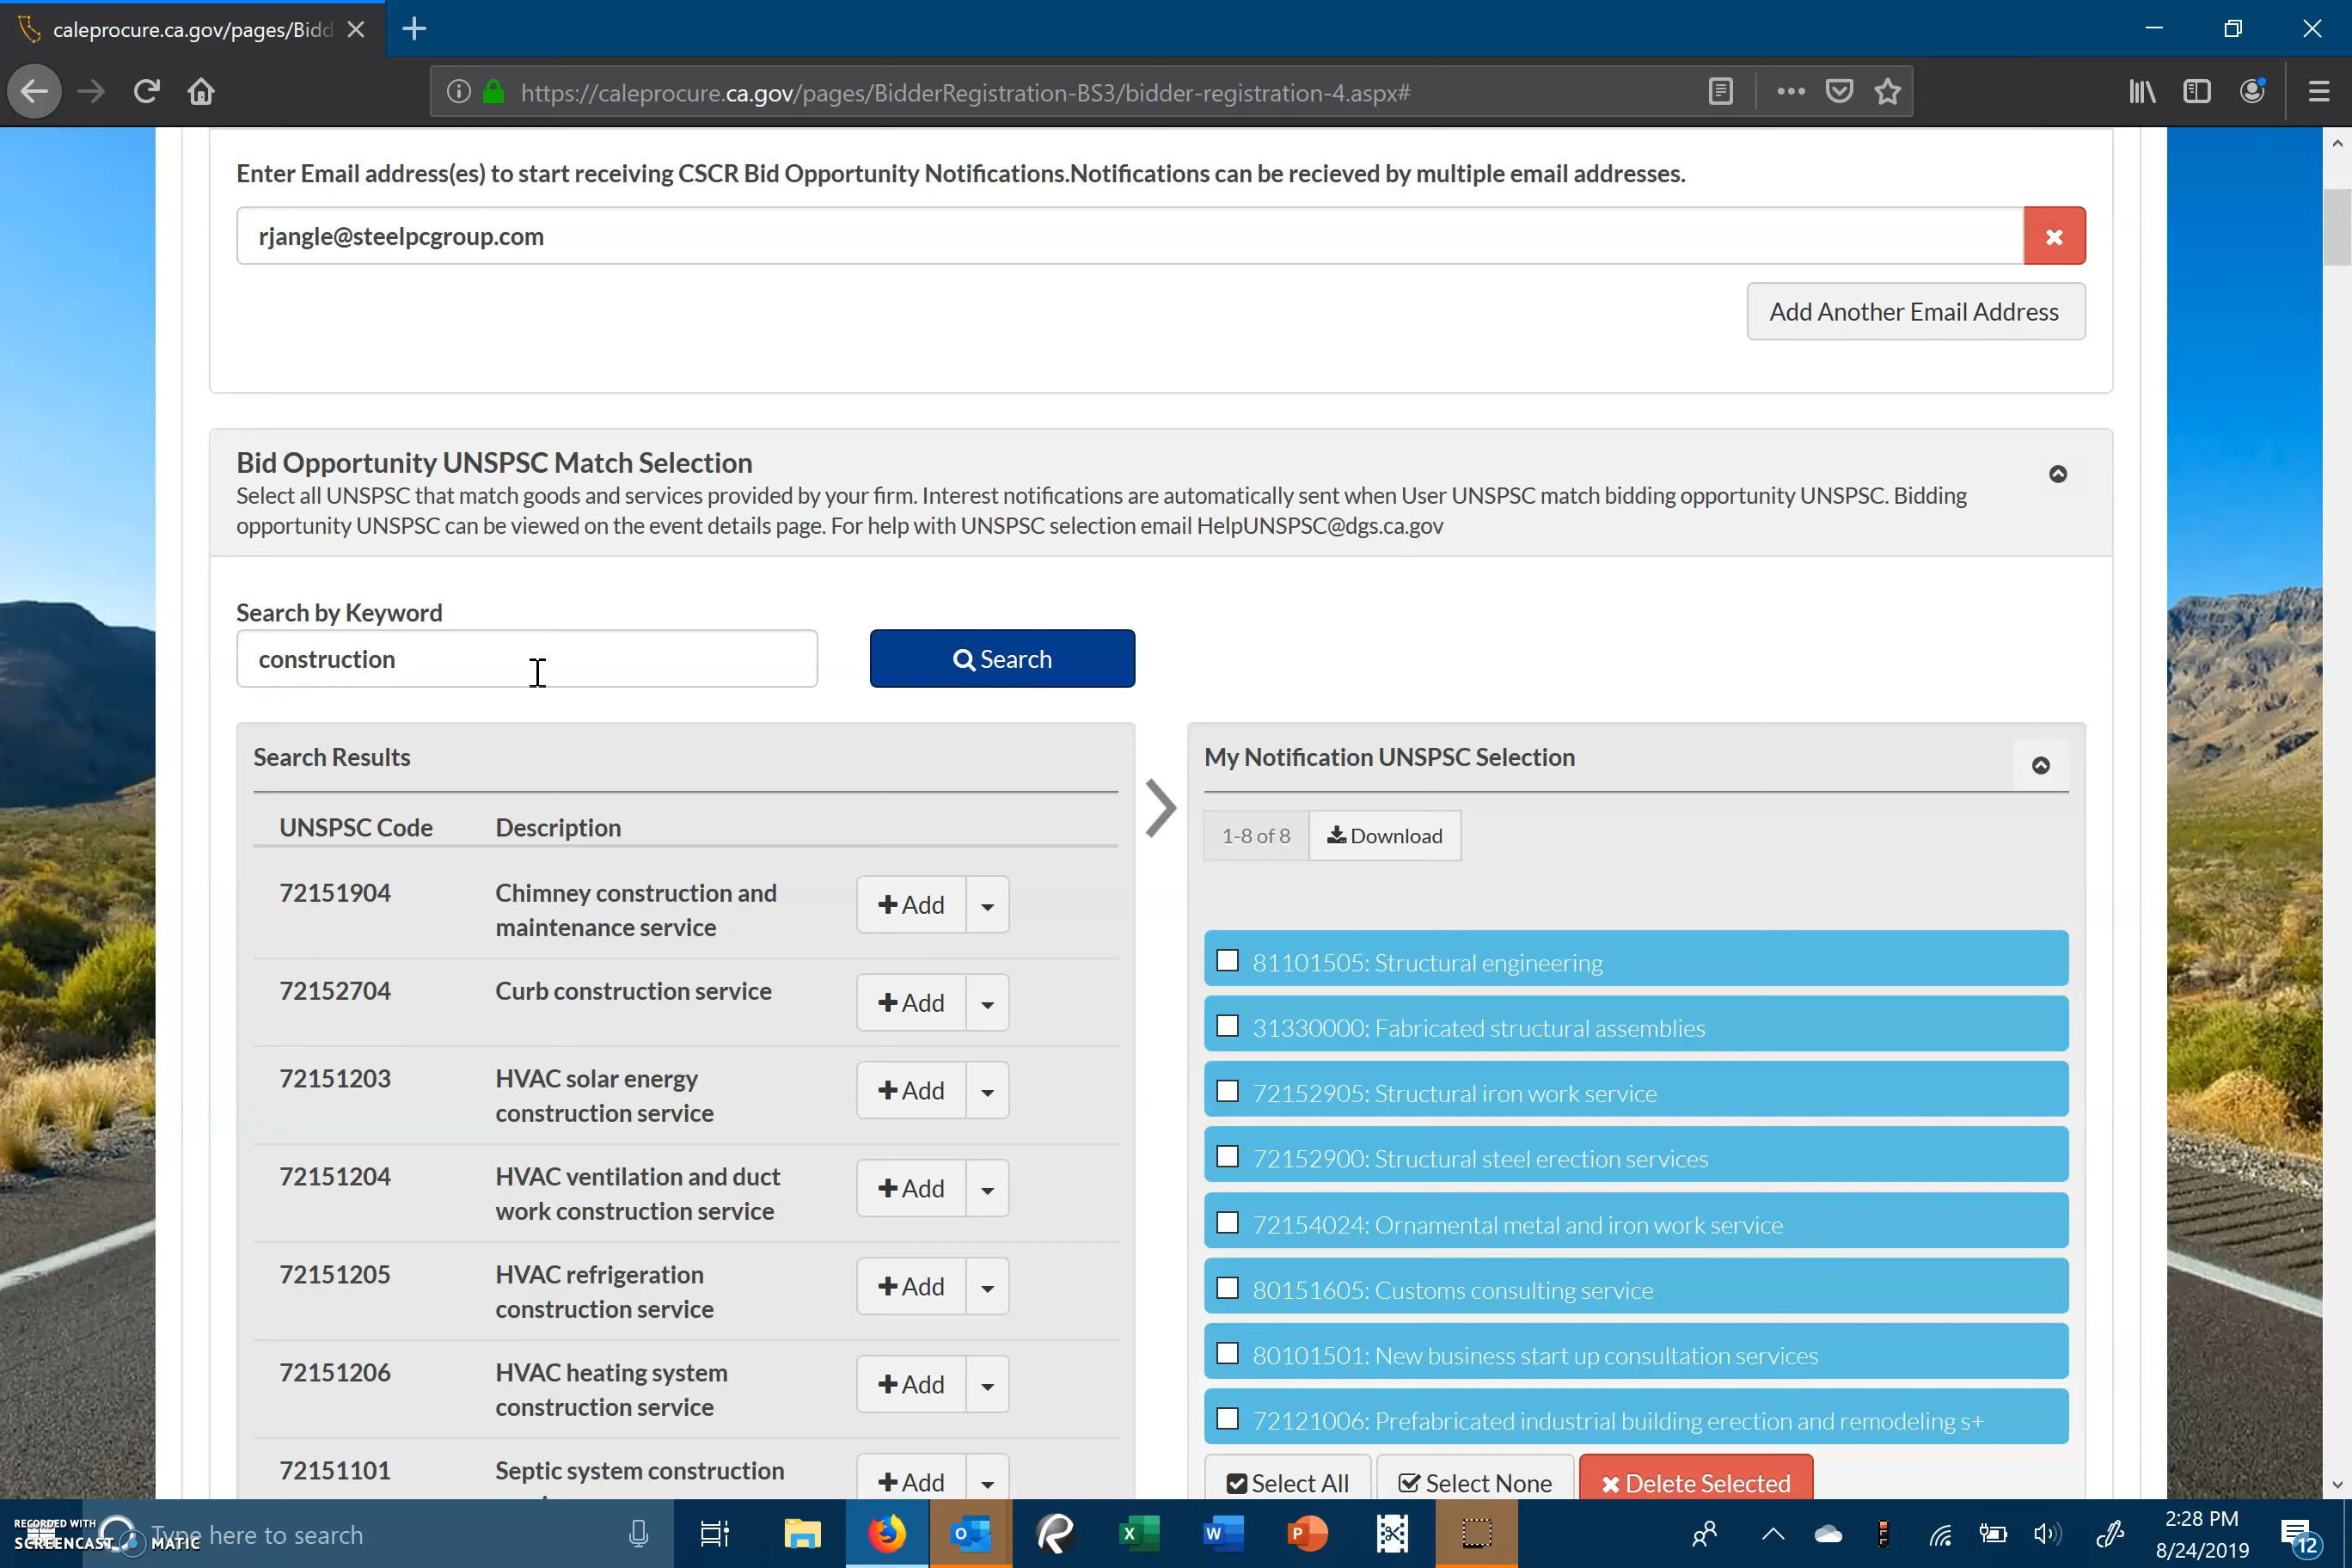 caleprocure.ca.gov/pages/Bidd
https://caleprocure.ca.gov/pages/BidderRegistration-BS3/bidder-registration-4.aspx#
Enter Email address(es) to start receiving CSCR Bid Opportunity Notifications.Notifications can be recieved by multiple email addresses.
rjangle@steelpcgroup.com
Add Another Email Address
Bid Opportunity UNSPSC Match Selection
Select all UNSPSC that match goods and services provided by your firm. Interest notifications are automatically sent when User UNSPSC match bidding opportunity UNSPSC. Bidding
opportunity UNSPSC can be viewed on the event details page. For help with UNSPSC selection email HelpUNSPSC@dgs.ca.gov
Search by Keyword
construction
Search
Search Results
UNSPSC Code Description
72151904 Chimney construction and
maintenance service
Add
72152704 Curb construction service
Add
72151203 HVAC solar energy
construction service
Add
72151204 HVAC ventilation and duct
work construction service
Add
72151205 HVAC refrigeration
construction service
Add
72151206 HVAC heating system
construction service
Add
72151101 Septic system construction
Add
My Notification UNSPSC Selection
1-8 of 8 Download
81101505: Structural engineering
31330000: Fabricated structural assemblies
72152905: Structural iron work service
72152900: Structural steel erection services
72154024: Ornamental metal and iron work service
80151605: Customs consulting service
80101501: New business start up consultation services
72121006: Prefabricated industrial building erection and remodeling s+
Select All Select None Delete Selected
RECORDED WITH
SCREENCAST MATIC
Type here to search
2:28 PM
8/24/2019
12